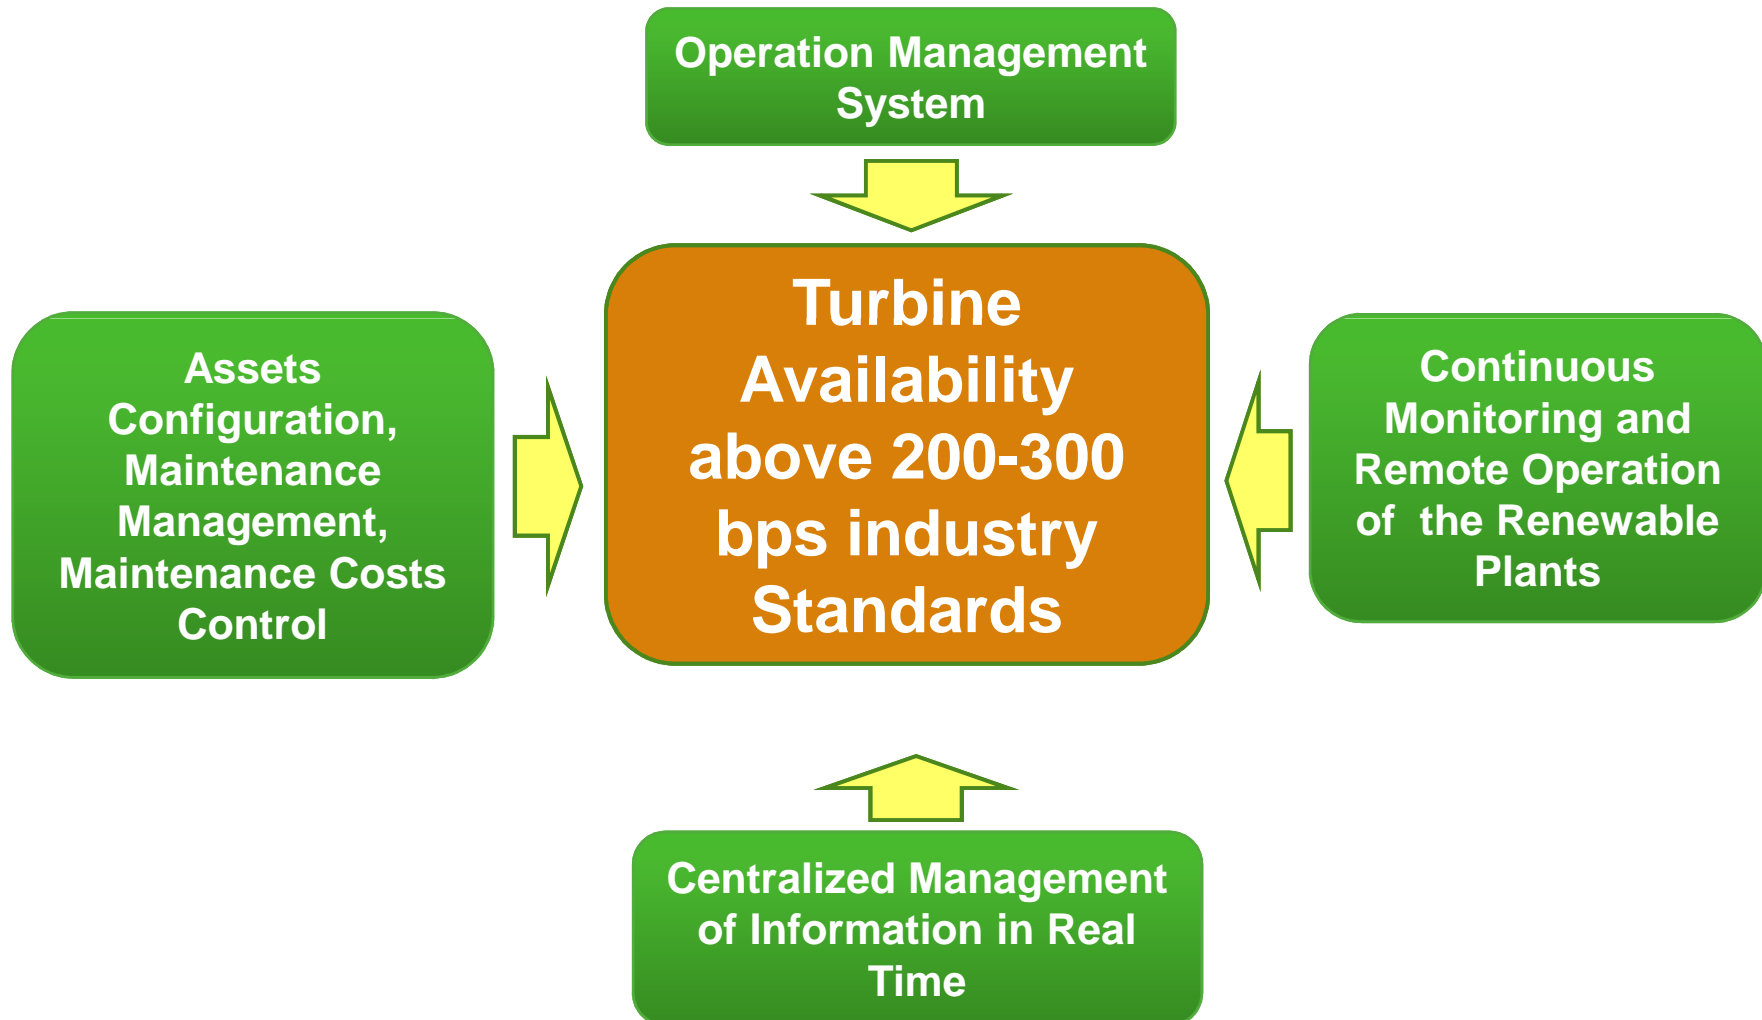 Operation Management
System
Assets
Configuration,
Maintenance
Management,
Maintenance Costs
Control
Turbine
Availability
above 200-300
bps industry
Standards
Continuous
Monitoring and
Remote Operation
of  the Renewable
Plants
Centralized Management
of Information in Real
Time